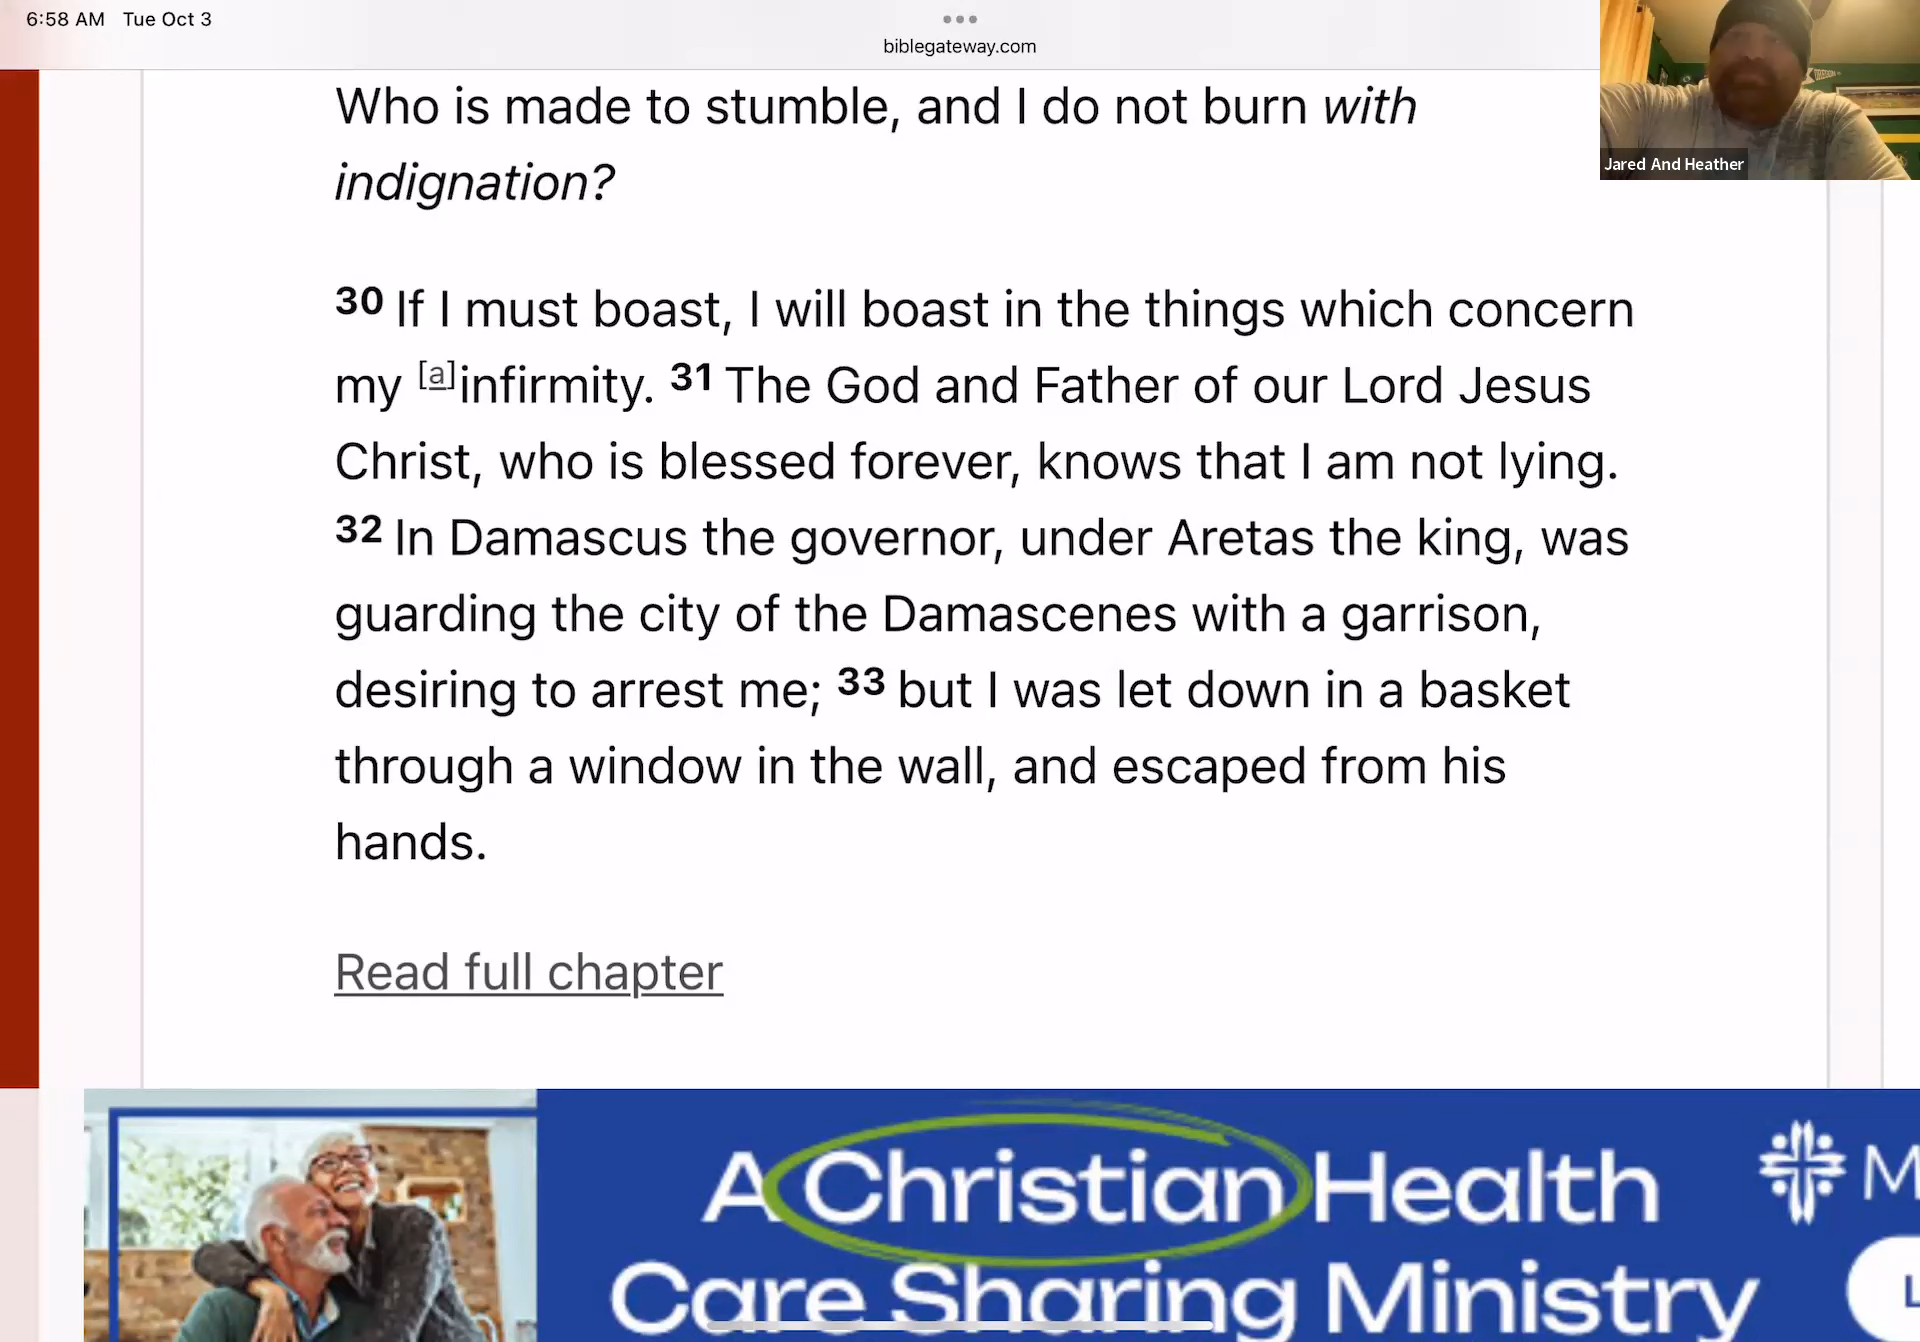 6:58 AM Tue Oct 3
biblegateway.com
Jared And Heather
Who is made to stumble, and I do not burn with
indignation?
30 If I must boast, I will boast in the things which concern
my [a]infirmity. 31 The God and Father of our Lord Jesus
Christ, who is blessed forever, knows that I am not lying.
32 In Damascus the governor, under Aretas the king, was
guarding the city of the Damascenes with a garrison,
desiring to arrest me; 33 but I was let down in a basket
through a window in the wall, and escaped from his
hands.
Read full chapter
A Christian Health
Care Sharing Ministry
M
L